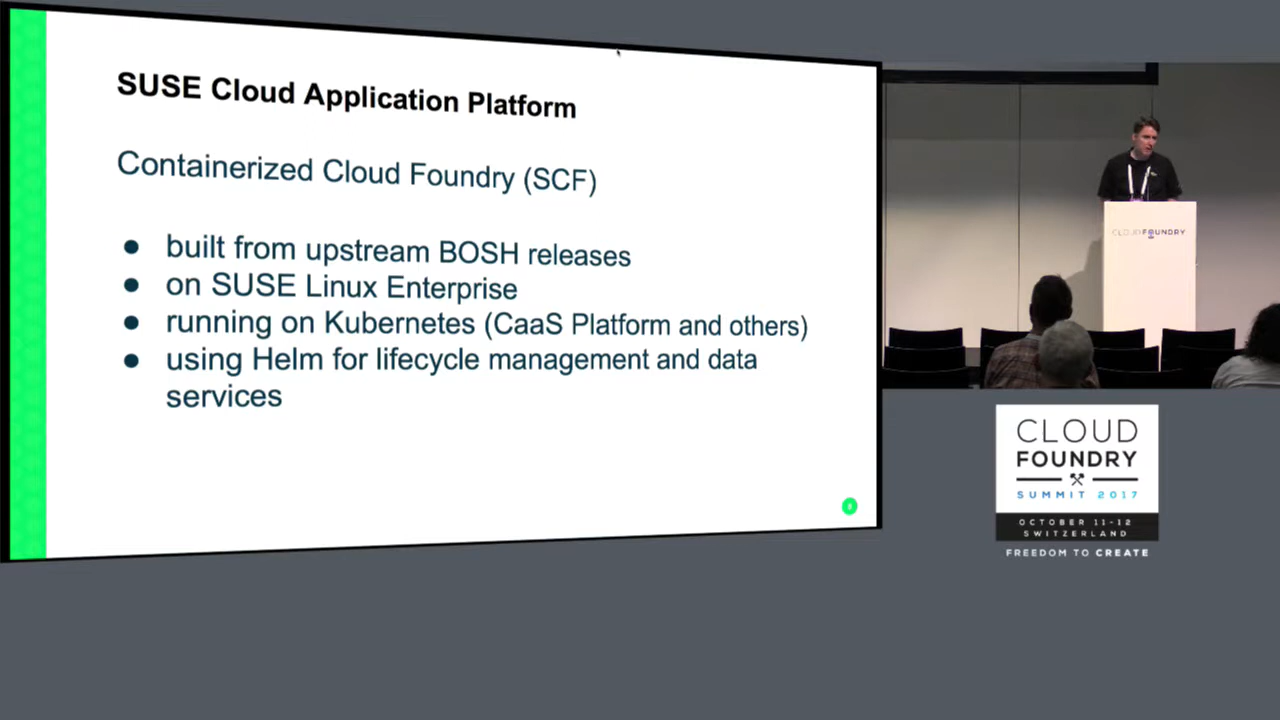 SUSE Cloud Application Platform
Containerized Cloud Foundry (SCF)
● built from upstream BOSH releases
● on SUSE Linux Enterprise
● running on Kubernetes (CaaS Platform and others)
● using Helm for lifecycle management and data
services
CLOUD FOUNDRY
CLOUD
FOUNDRY
SUMMIT 2017
OCTOBER 11-12
SWITZERLAND
FREEDOM TO CREATE